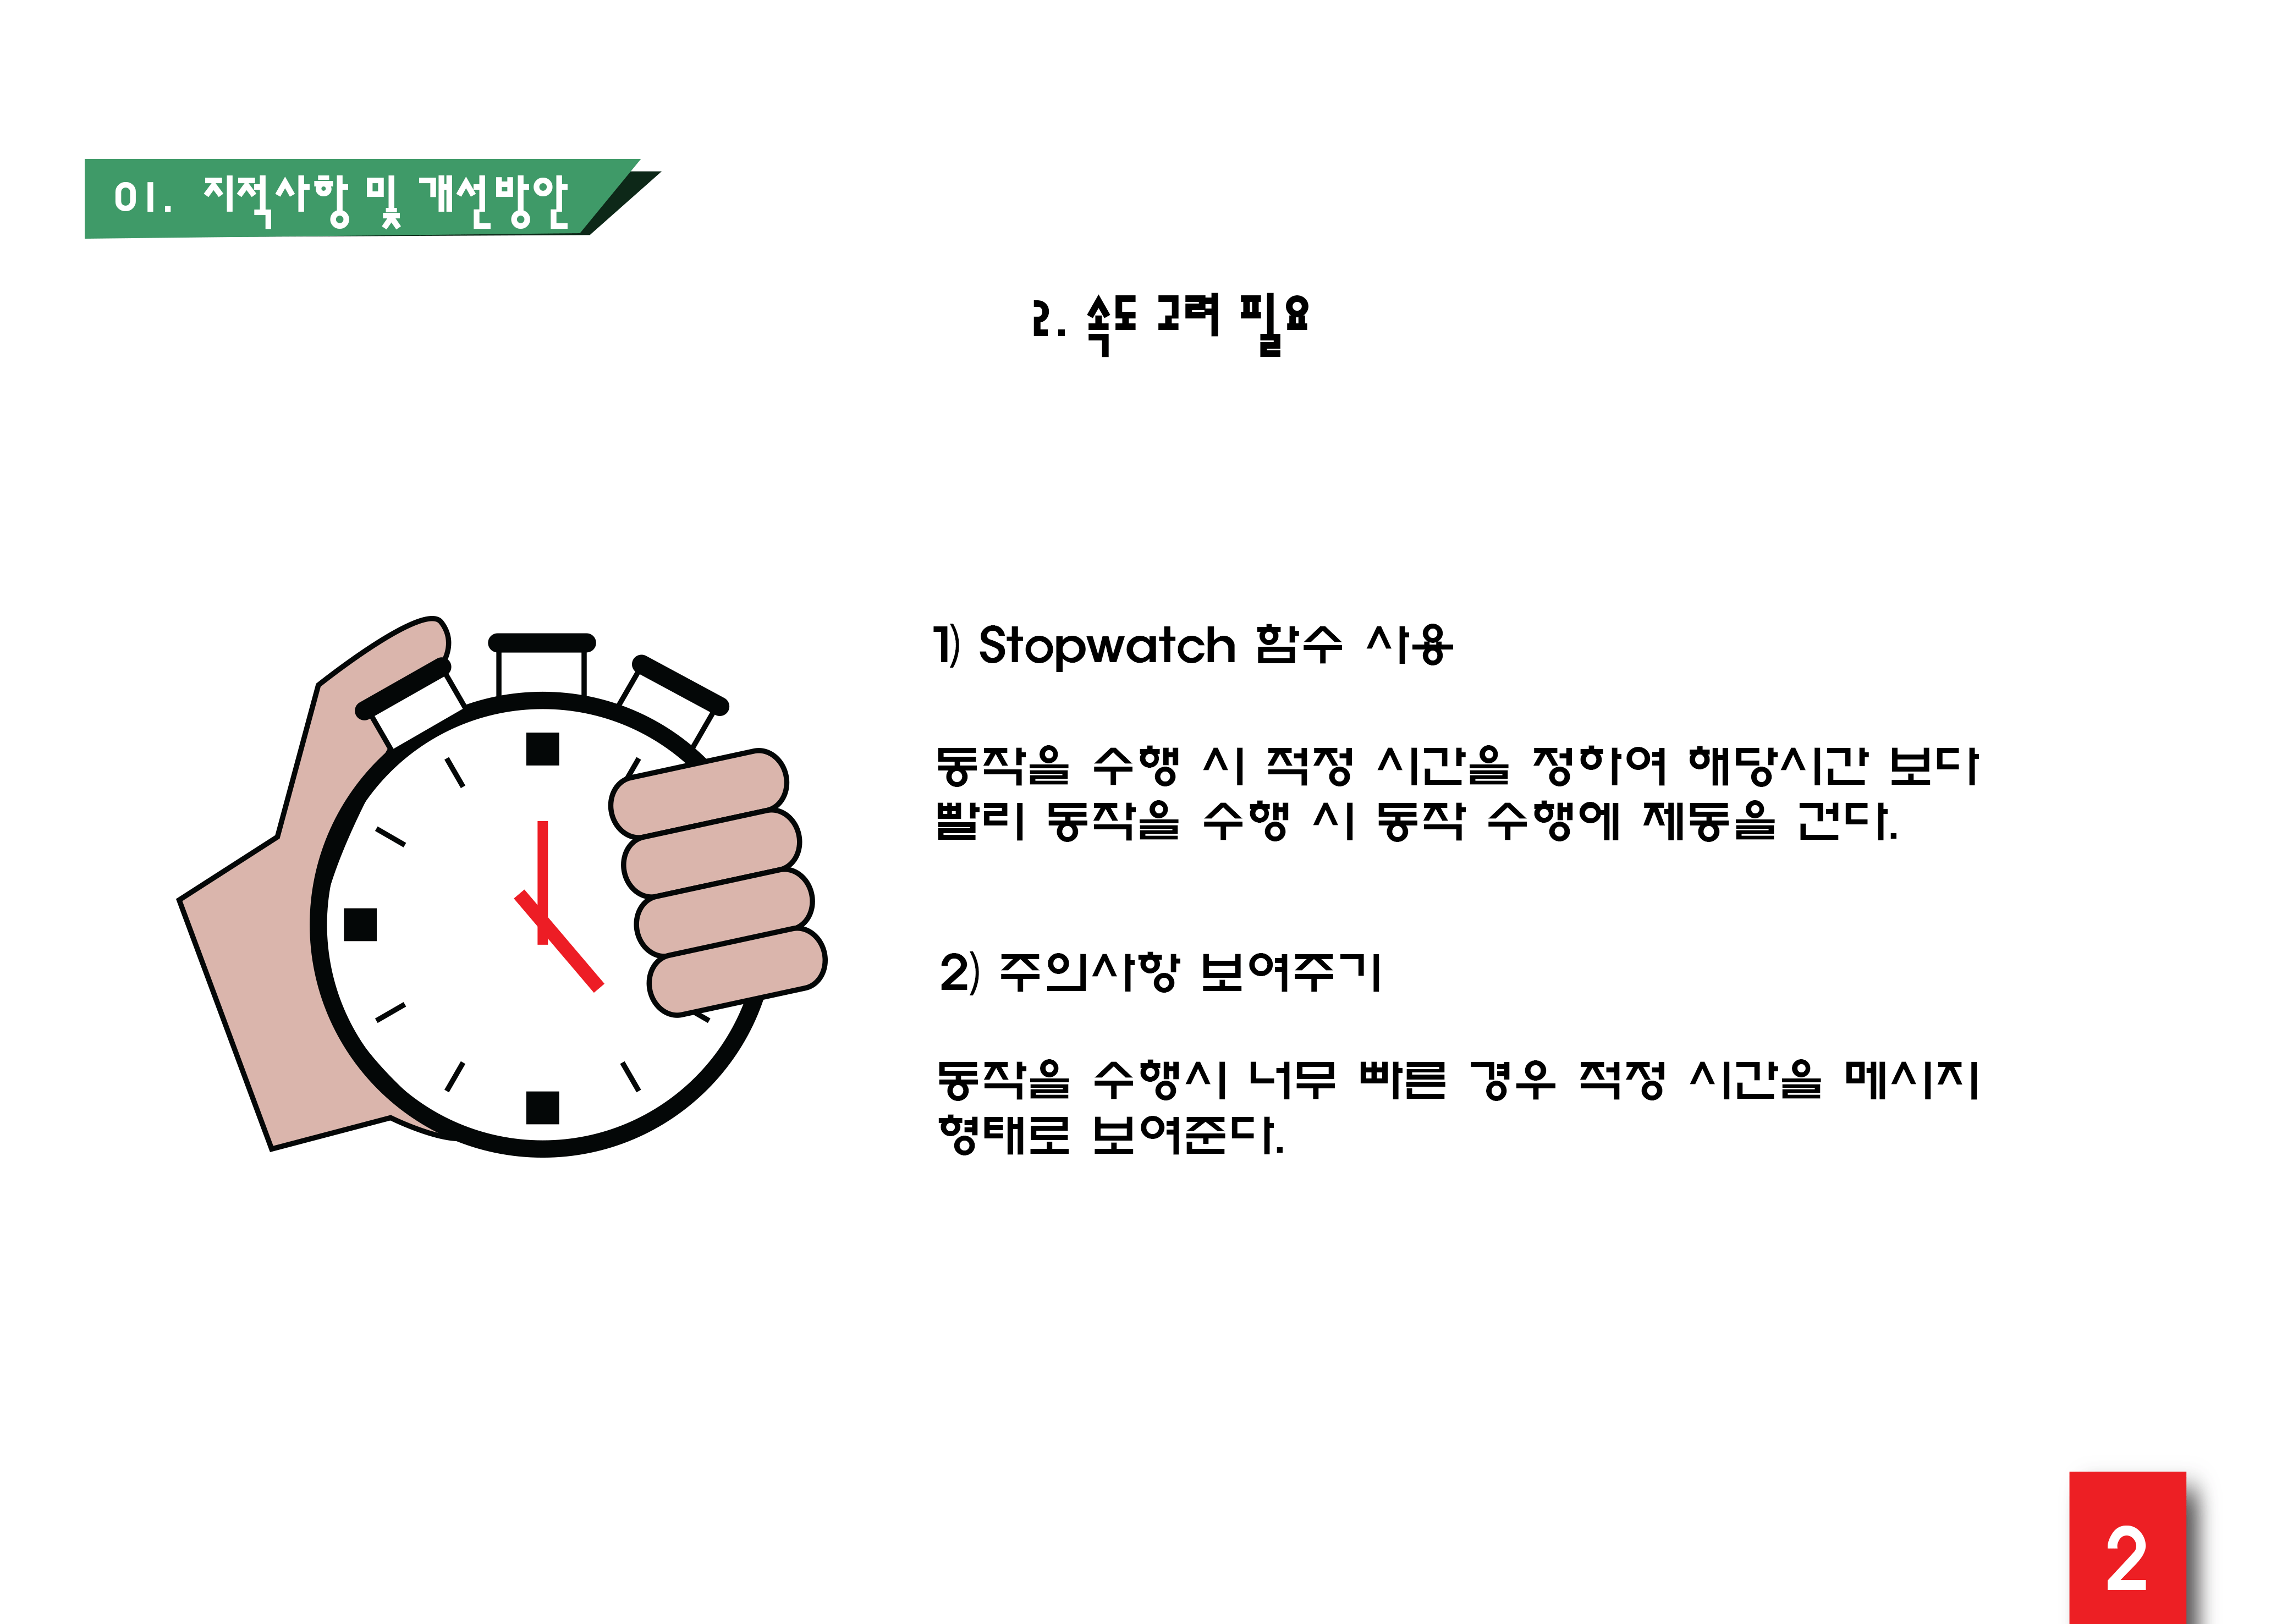 01. 지적사항 및 개선방안
2. 속도 고려 필요
1) Stopwatch 함수 사용
동작을 수행 시 적정 시간을 정하여 해당시간 보다
빨리 동작을 수행 시 동작 수행에 제동을 건다.
2) 주의사항 보여주기
동작을 수행시 너무 빠른 경우 적정 시간을 메시지
형태로 보여준다.
2